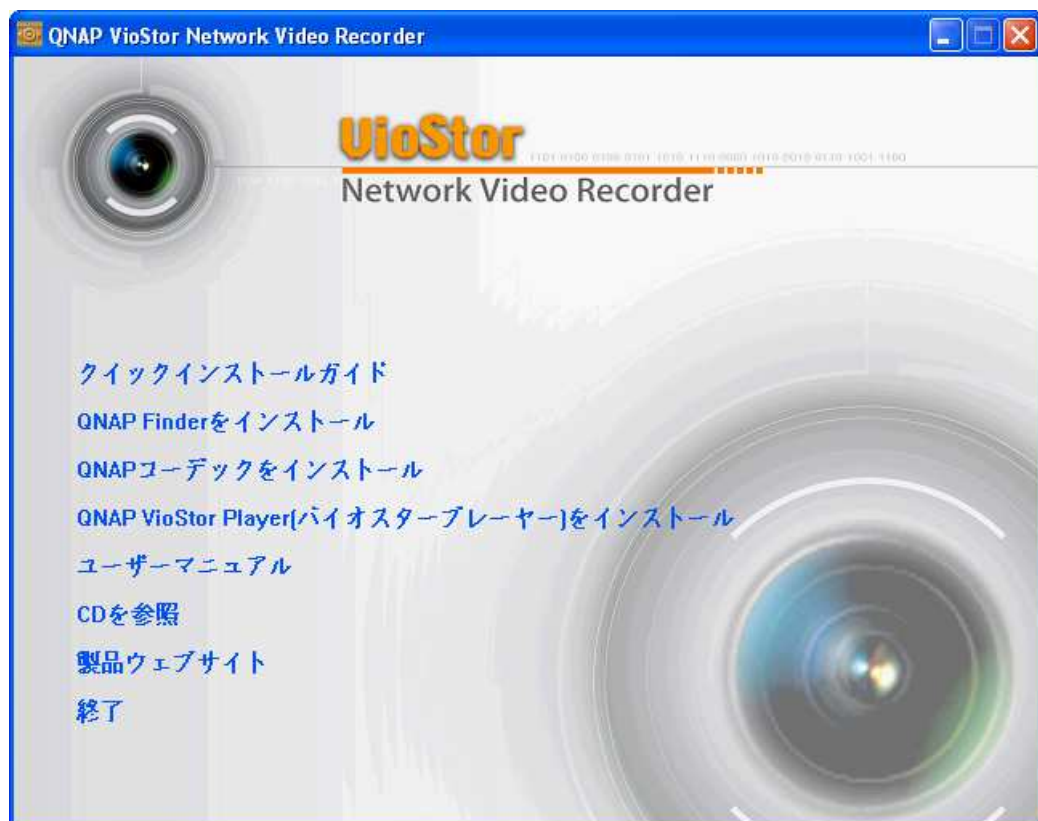 QNAP VioStor Network Video Recorder
VioStor
Network Video Recorder
クイックインストールガイド
QNAP Finderをインストール
QNAPコーデックをインストール
QNAP VioStor Player(バイオスタープレーヤー)をインストール
ユーザーマニュアル
CDを参照
製品ウェブサイト
終了